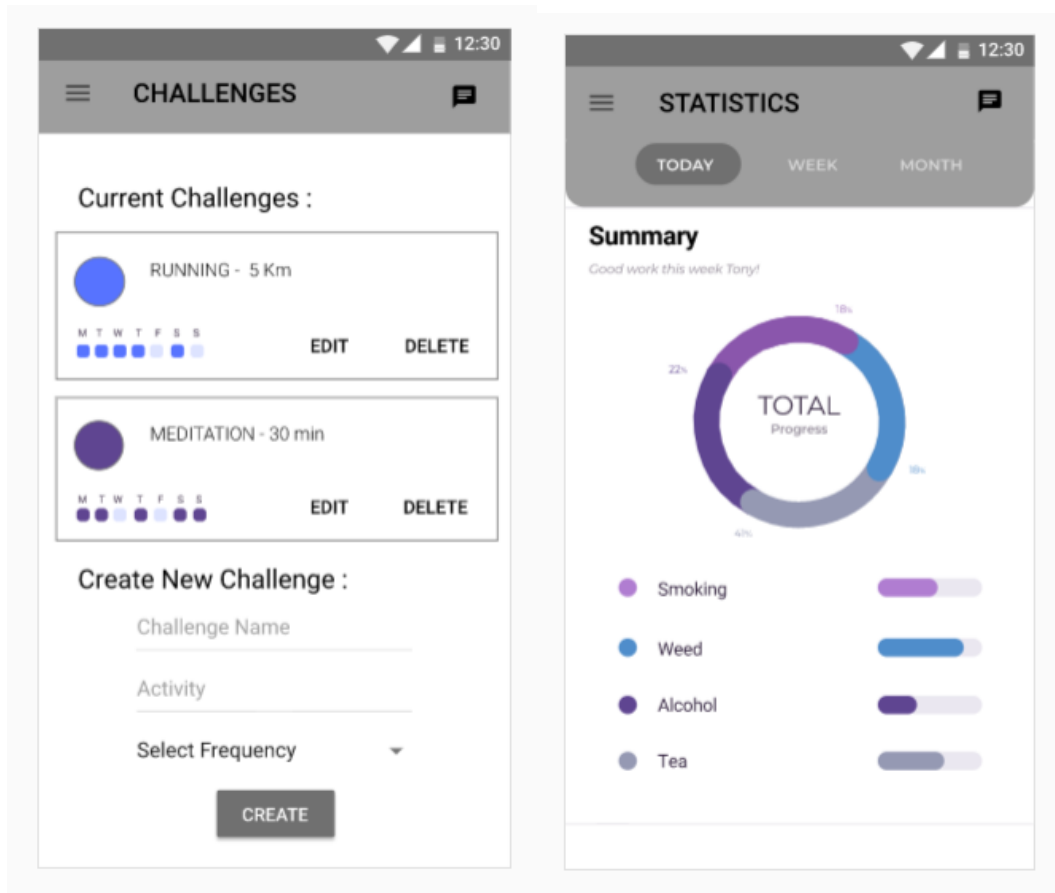 12:30
CHALLENGES
Current Challenges :
RUNNING - 5 Km
M T W T F S S
EDIT DELETE
MEDITATION - 30 min
M T W T F S S
EDIT DELETE
Create New Challenge :
Challenge Name
Activity
Select Frequency
CREATE
12:30
STATISTICS
TODAY WEEK MONTH
Summary
Good work this week Tony!
18%
22%
TOTAL
Progress
18%
41%
Smoking
Weed
Alcohol
Tea